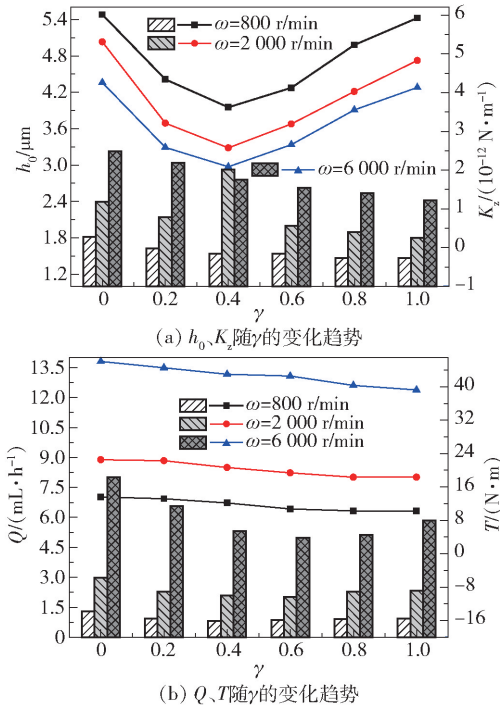 ω=800 r/min
ω=2 000 r/min
ω=6 000 r/min
h₀/μm
5.4
4.8
4.2
3.6
3.0
2.4
1.8
1.2
K_z/(10⁻¹² N·m⁻¹)
6
5
4
3
2
1
0
−1
0 0.2 0.4 0.6 0.8 1.0
γ
(a) h₀、K_z随γ的变化趋势
ω=800 r/min
ω=2 000 r/min
ω=6 000 r/min
Q/(mL·h⁻¹)
13.5
12.0
10.5
9.0
7.5
6.0
4.5
3.0
1.5
0
T/(N·m)
40
32
24
16
8
0
−8
−16
0 0.2 0.4 0.6 0.8 1.0
γ
(b) Q、T随γ的变化趋势